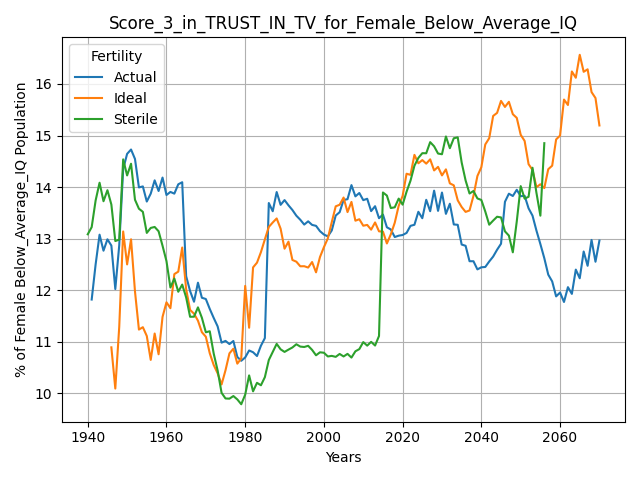 Score_3_in_TRUST_IN_TV_for_Female_Below_Average_IQ
Fertility
Actual
Ideal
Sterile
% of Female Below_Average_IQ Population
16
15
14
13
12
11
10
1940
1960
1980
2000
2020
2040
2060
Years